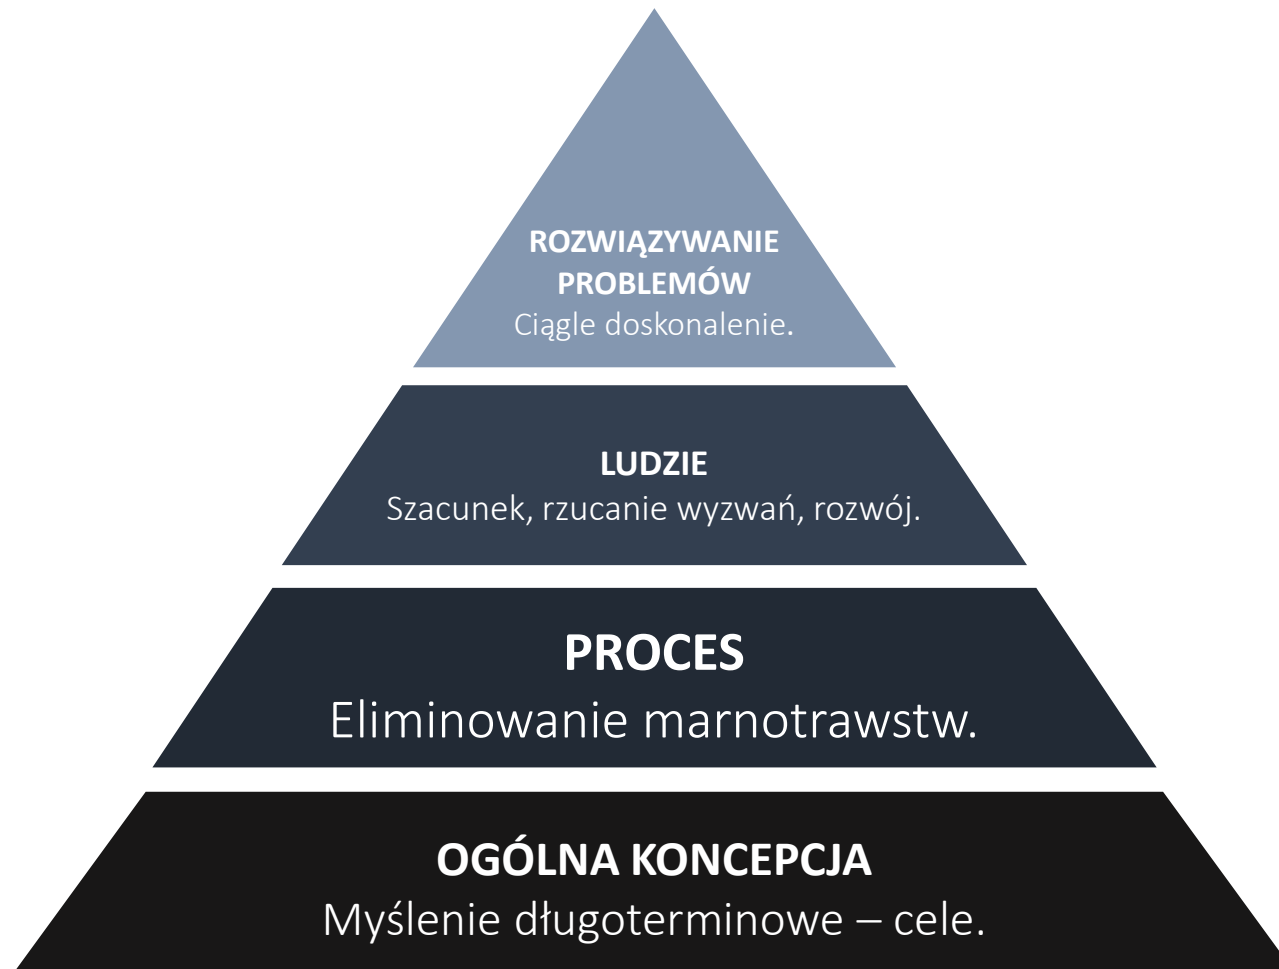 ROZWIĄZYWANIE
PROBLEMÓW
Ciągle doskonalenie.
LUDZIE
Szacunek, rzucanie wyzwań, rozwój.
PROCES
Eliminowanie marnotrawstw.
OGÓLNA KONCEPCJA
Myślenie długoterminowe – cele.